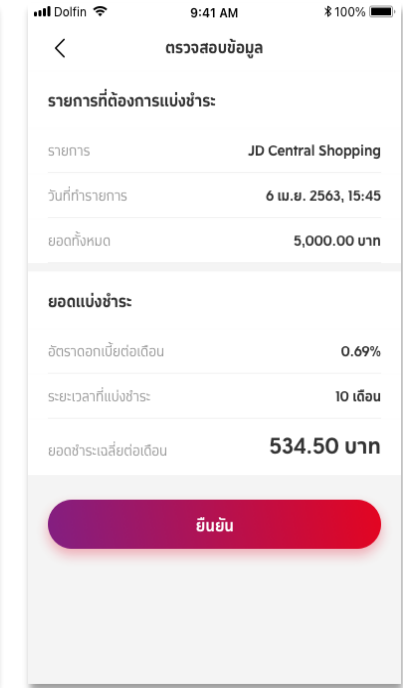 Dolfin 9:41 AM 100%
ตรวจสอบข้อมูล
รายการที่ต้องการแบ่งชำระ
รายการ JD Central Shopping
วันที่ทำรายการ 6 เม.ย. 2563, 15:45
ยอดทั้งหมด 5,000.00 บาท
ยอดแบ่งชำระ
อัตราดอกเบี้ยต่อเดือน 0.69%
ระยะเวลาที่แบ่งชำระ 10 เดือน
ยอดชำระเฉลี่ยต่อเดือน 534.50 บาท
ยืนยัน